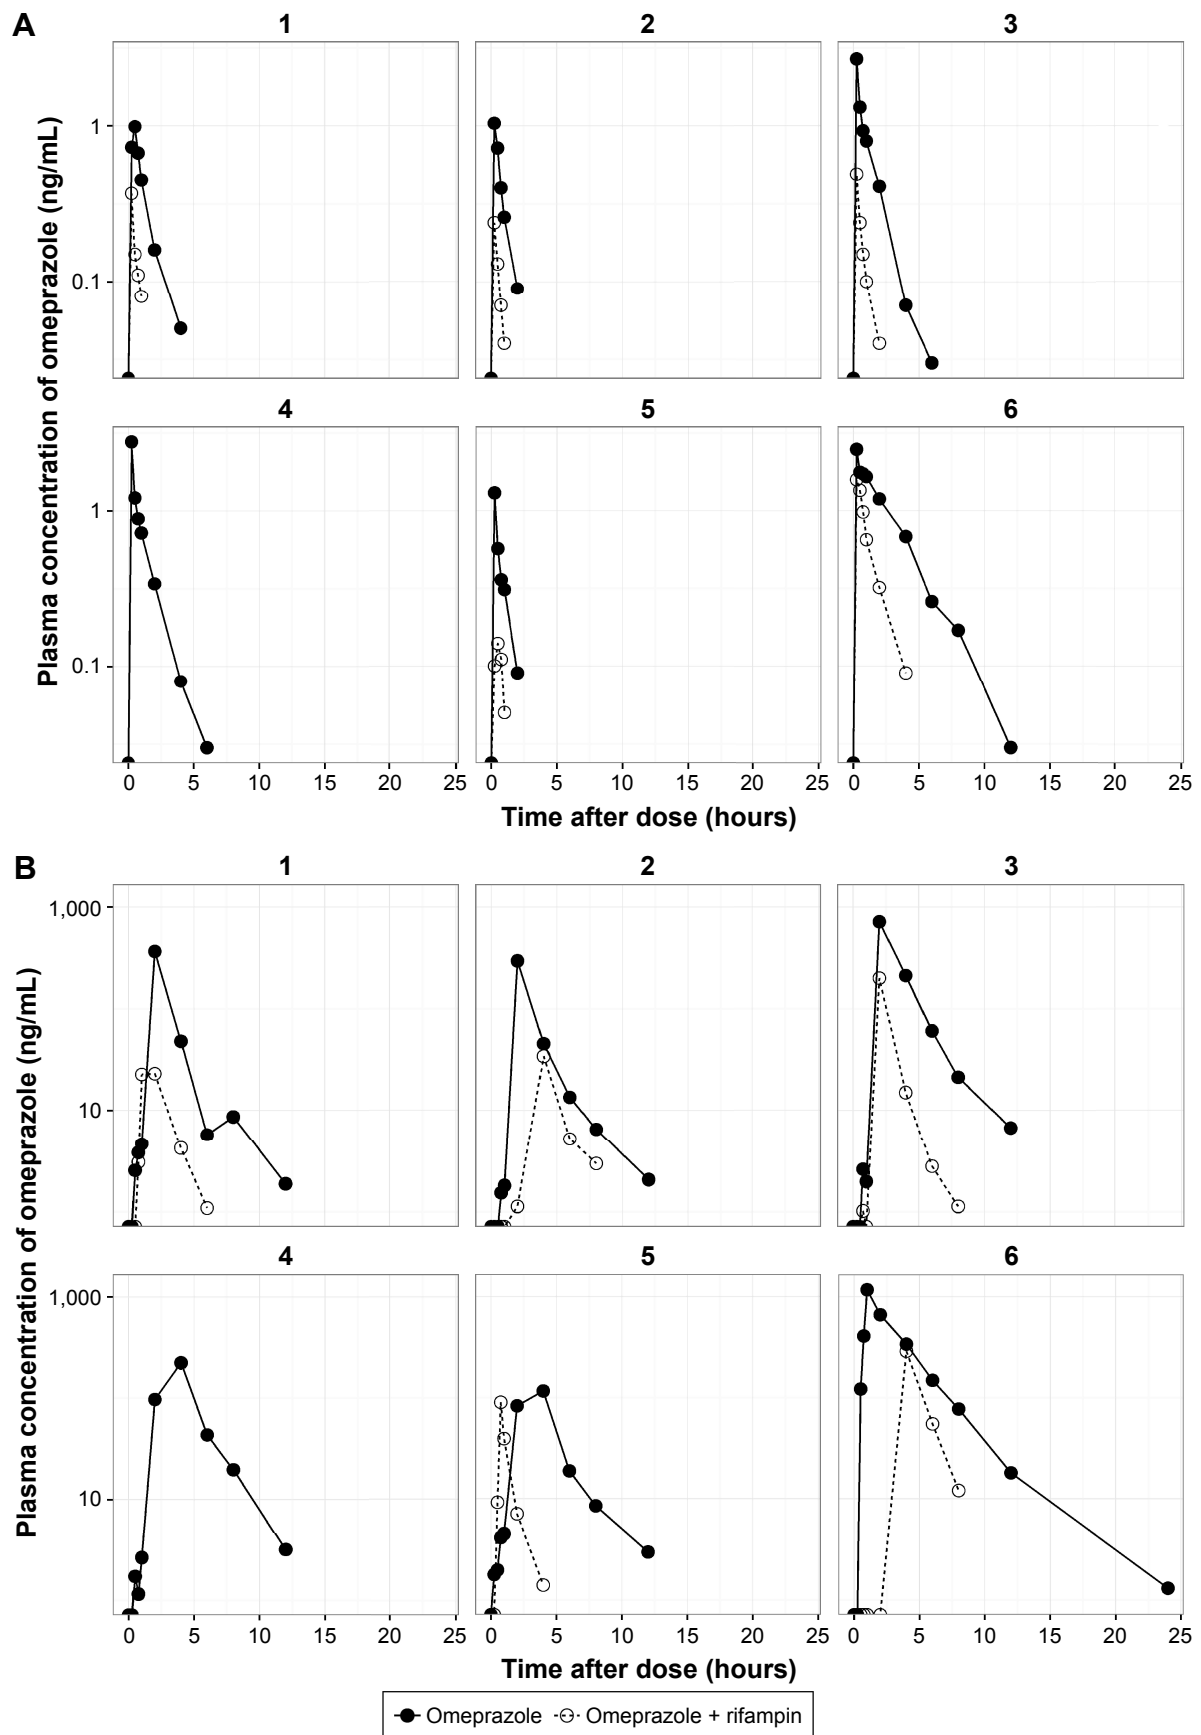 A
1
2
3
Plasma concentration of omeprazole (ng/mL)
1
0.1
4
5
6
1
0.1
0 5 10 15 20 25
0 5 10 15 20 25
0 5 10 15 20 25
Time after dose (hours)
B
1
2
3
Plasma concentration of omeprazole (ng/mL)
1,000
10
4
5
6
1,000
10
0 5 10 15 20 25
0 5 10 15 20 25
0 5 10 15 20 25
Time after dose (hours)
Omeprazole Omeprazole + rifampin